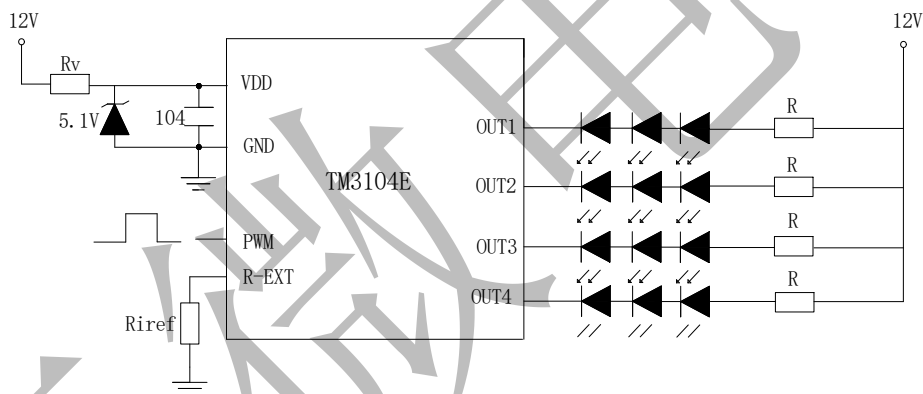 12V
12V
Rv
VDD
5.1V
104
GND
TM3104E
PWM
R-EXT
Riref
OUT1
R
OUT2
R
OUT3
R
OUT4
R